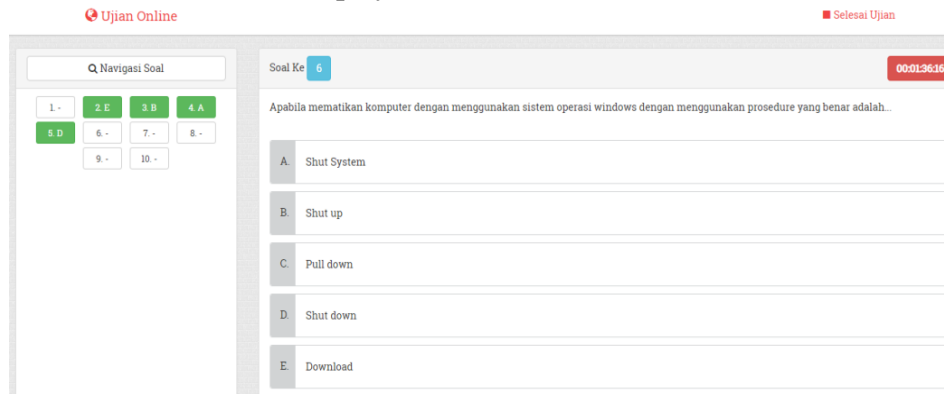 Ujian Online
Selesai Ujian
Navigasi Soal
1. -
2. E
3. B
4. A
5. D
6. -
7. -
8. -
9. -
10. -
Soal Ke 6
00:01:36:16
Apabila mematikan komputer dengan menggunakan sistem operasi windows dengan menggunakan prosedure yang benar adalah...
A. Shut System
B. Shut up
C. Pull down
D. Shut down
E. Download